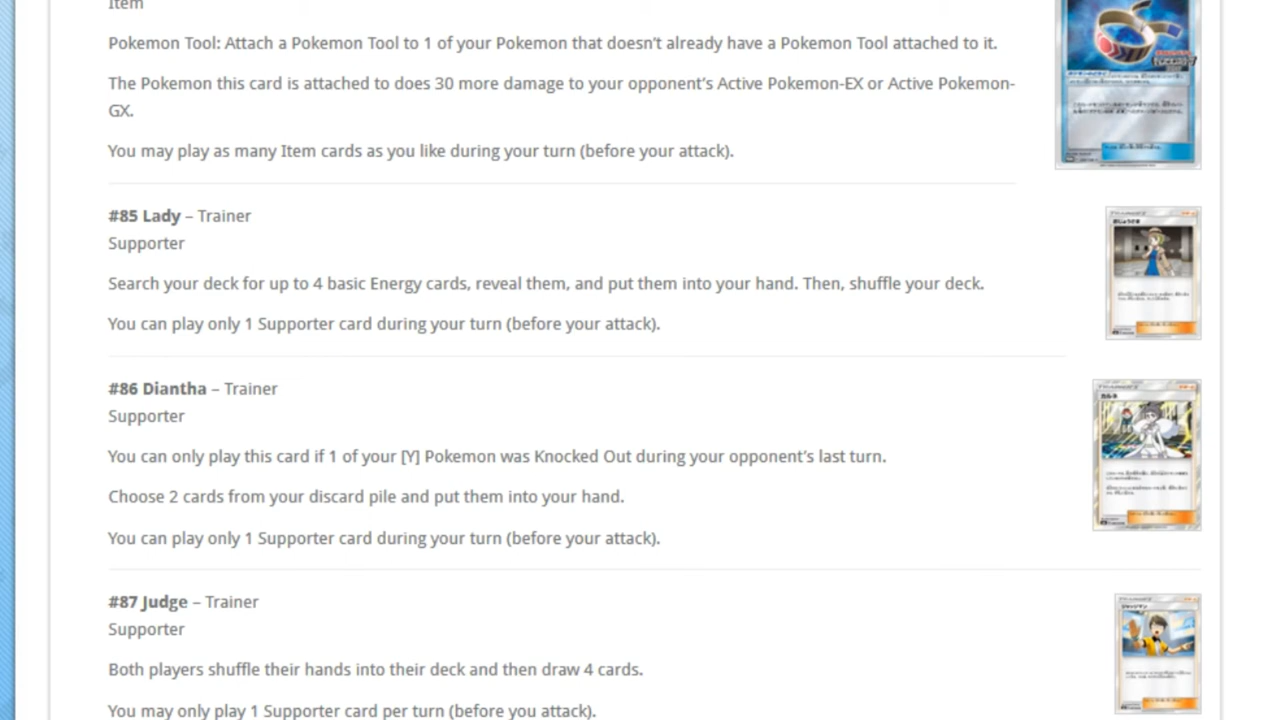 Item
Pokemon Tool: Attach a Pokemon Tool to 1 of your Pokemon that doesn't already have a Pokemon Tool attached to it.
The Pokemon this card is attached to does 30 more damage to your opponent's Active Pokemon-EX or Active Pokemon-
GX.
You may play as many Item cards as you like during your turn (before your attack).
#85 Lady – Trainer
Supporter
Search your deck for up to 4 basic Energy cards, reveal them, and put them into your hand. Then, shuffle your deck.
You can play only 1 Supporter card during your turn (before your attack).
#86 Diantha – Trainer
Supporter
You can only play this card if 1 of your [Y] Pokemon was Knocked Out during your opponent's last turn.
Choose 2 cards from your discard pile and put them into your hand.
You can play only 1 Supporter card during your turn (before your attack).
#87 Judge – Trainer
Supporter
Both players shuffle their hands into their deck and then draw 4 cards.
You may only play 1 Supporter card per turn (before you attack).